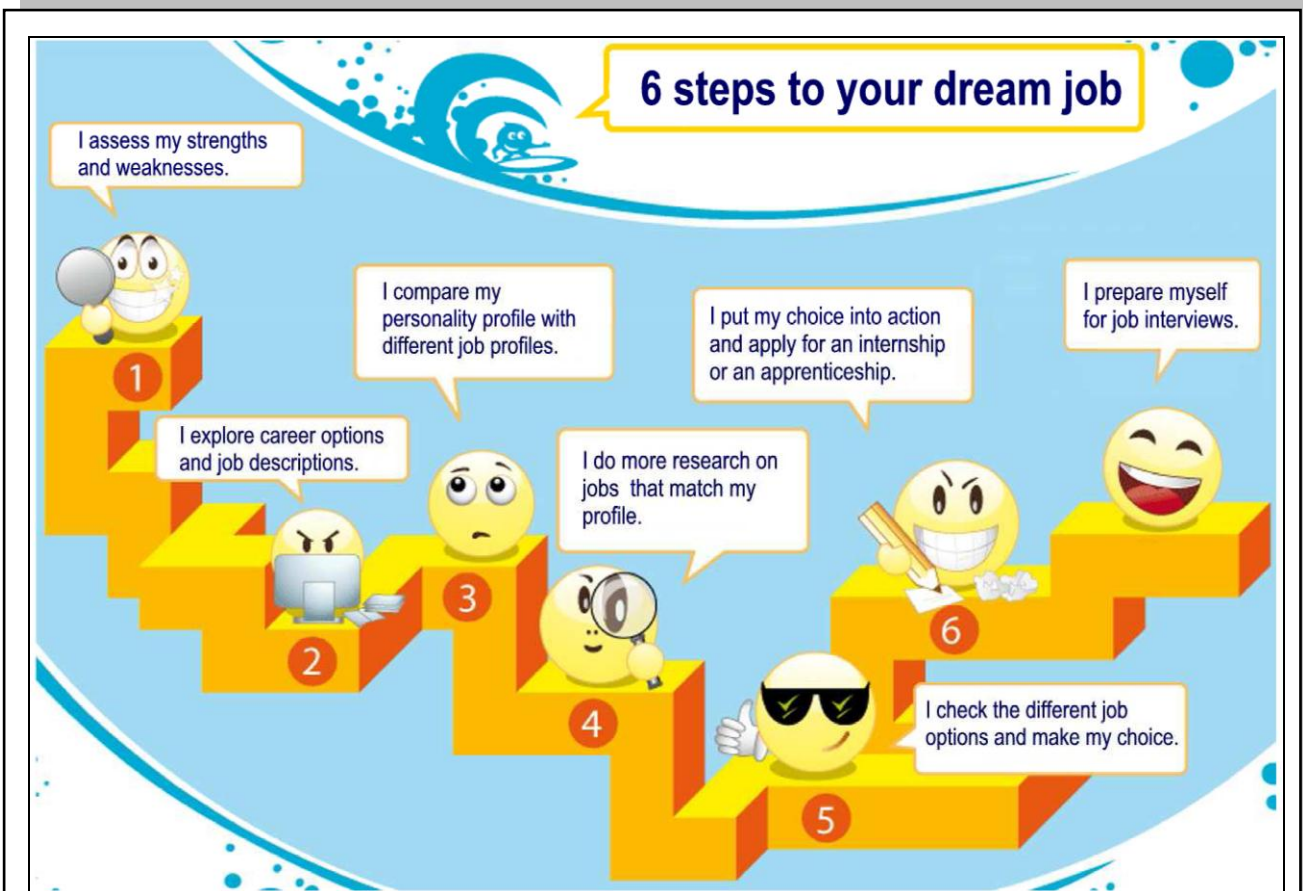 6 steps to your dream job
I assess my strengths
and weaknesses.
1
I explore career options
and job descriptions.
2
I compare my
personality profile with
different job profiles.
3
I do more research on
jobs that match my
profile.
4
I check the different job
options and make my choice.
5
I put my choice into action
and apply for an internship
or an apprenticeship.
6
I prepare myself
for job interviews.